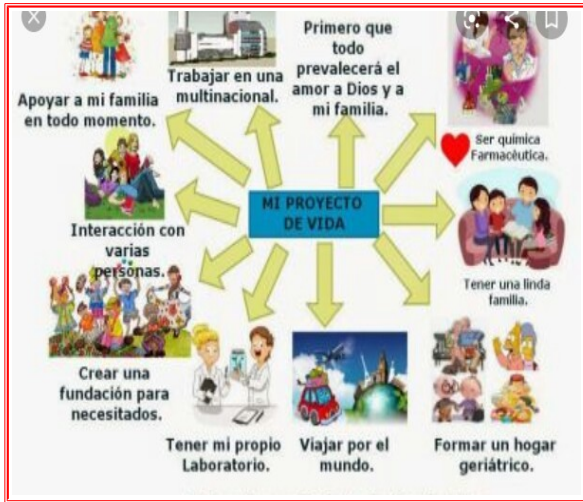 Primero que
todo
prevalecerá el
amor a Dios y a
mi familia.
Trabajar en una
multinacional.
Apoyar a mi familia
en todo momento.
Ser química
Farmacèutica.
MI PROYECTO
DE VIDA
Interacción con
varias
personas.
Tener una linda
familia.
Crear una
fundación para
necesitados.
Tener mi propio
Laboratorio.
Viajar por el
mundo.
Formar un hogar
geriátrico.